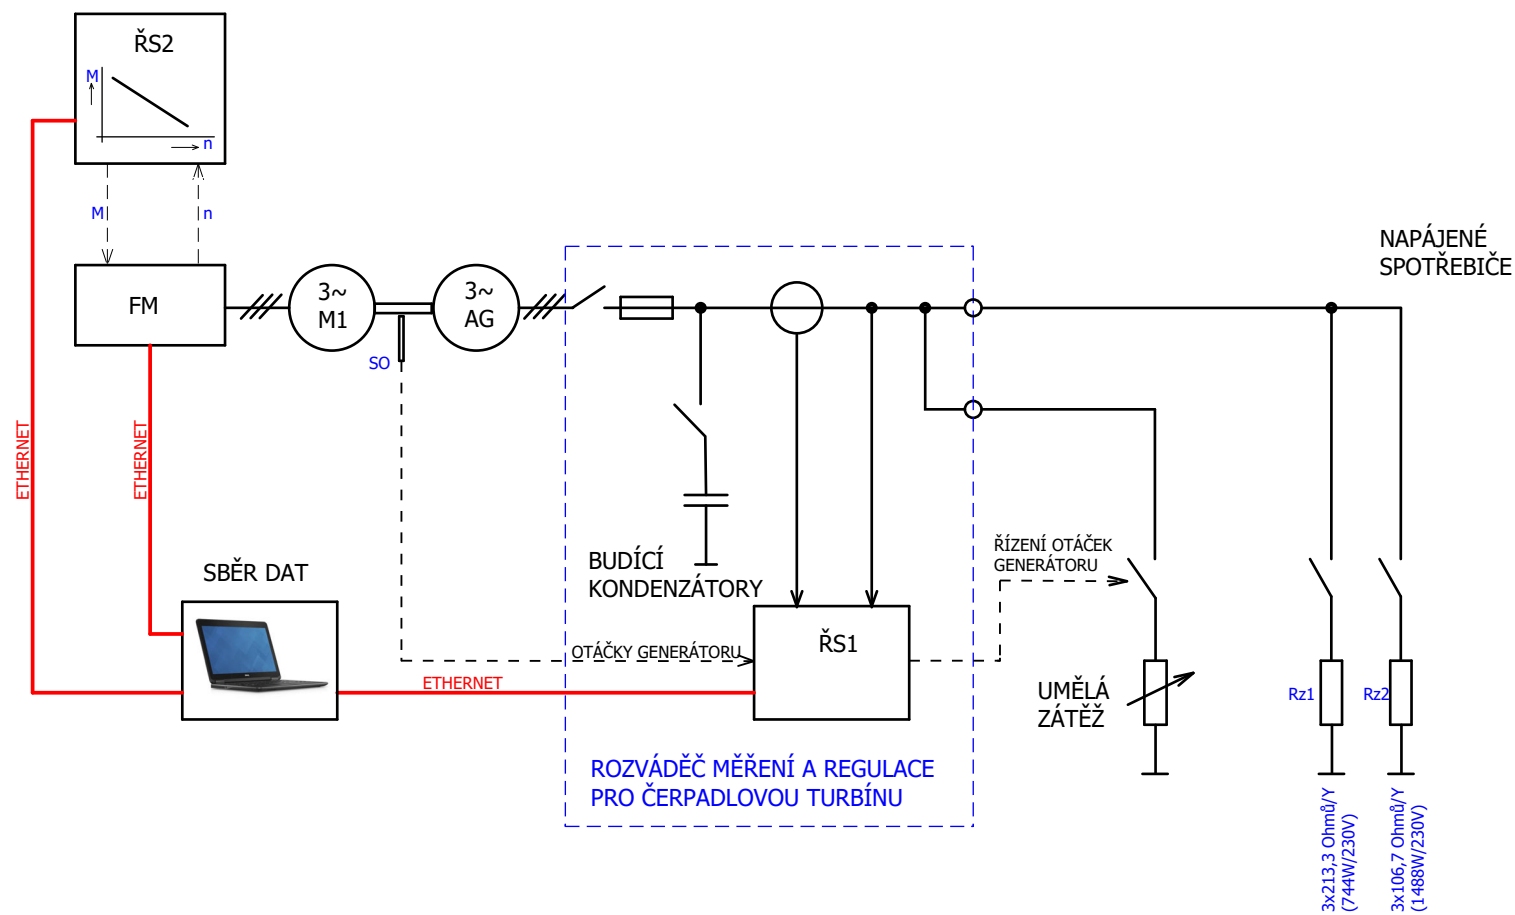 ŘS2
M
n
M
n
FM
3~
M1
3~
AG
SO
NAPÁJENÉ
SPOTŘEBIČE
ETHERNET
ETHERNET
SBĚR DAT
BUDÍCÍ
KONDENZÁTORY
ŘÍZENÍ OTÁČEK
GENERÁTORU
OTÁČKY GENERÁTORU
ŘS1
ETHERNET
UMĚLÁ
ZÁTĚŽ
Rz1
Rz2
ROZVÁDĚČ MĚŘENÍ A REGULACE
PRO ČERPADLOVOU TURBÍNU
3x213,3 Ohmů/Y
(744W/230V)
3x106,7 Ohmů/Y
(1488W/230V)